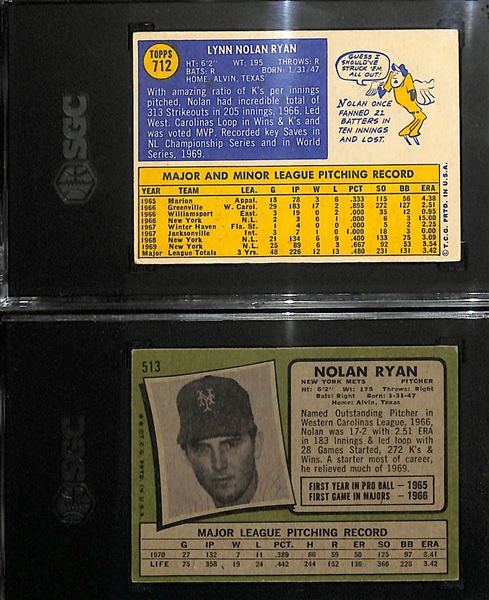 SGC
TOPPS
712
LYNN NOLAN RYAN
HT: 6'2" WT: 195 THROWS: R
BATS: R BORN: 1/31/47
HOME: ALVIN, TEXAS
With amazing ratio of K's per innings
pitched, Nolan had incredible total of
313 Strikeouts in 205 innings, 1966, Led
West. Carolinas Loop in Wins & K's and
was voted MVP. Recorded key Saves in
NL Championship Series and in World
Series, 1969.
GUESS I
SHOULD'VE
STRUCK 'EM
ALL OUT!
NOLAN ONCE
FANNED 21
BATTERS IN
TEN INNINGS
AND LOST.
MAJOR AND MINOR LEAGUE PITCHING RECORD
YEAR TEAM LEA. G IP W L PCT. SO BB ERA
1965 Marion Appal. 13 78 3 6 .333 115 56 4.38
1966 Greenville W. Carol. 29 183 17 2 .895 272 127 2.51
1966 Williamsport East. 3 19 0 2 .000 35 12 0.95
1966 New York N.L. 2 3 0 1 .000 6 3 15.00
1967 Winter Haven Fla. St. 1 4 0 0 .000 5 2 2.25
1967 Jacksonville Int. 3 7 1 0 1.000 18 3 0.00
1968 New York N.L. 21 134 6 9 .400 133 75 3.09
1969 New York N.L. 25 89 6 3 .667 92 53 3.54
Major League Totals 3 Yrs. 48 226 12 13 .480 231 131 3.42
© T.C.G. PRTD. IN U.S.A.
SGC
513
© T.C.G. PRTD. IN U.S.A.
NOLAN RYAN
NEW YORK METS PITCHER
Ht: 6'2" Wt: 175 Throws: Right
Bats: Right Born: 1-31-47
Home: Alvin, Texas
Named Outstanding Pitcher in
Western Carolinas League, 1966,
Nolan was 17-2 with 2.51 ERA
in 183 Innings & led loop with
28 Games Started, 272 K's &
Wins. A starter most of career,
he relieved much of 1969.
FIRST YEAR IN PRO BALL - 1965
FIRST GAME IN MAJORS - 1966
MAJOR LEAGUE PITCHING RECORD
G IP W L PCT. H R ER SO BB ERA
1970 27 132 7 11 .389 86 59 50 125 97 3.41
LIFE 75 358 19 24 .442 244 152 136 356 228 3.42